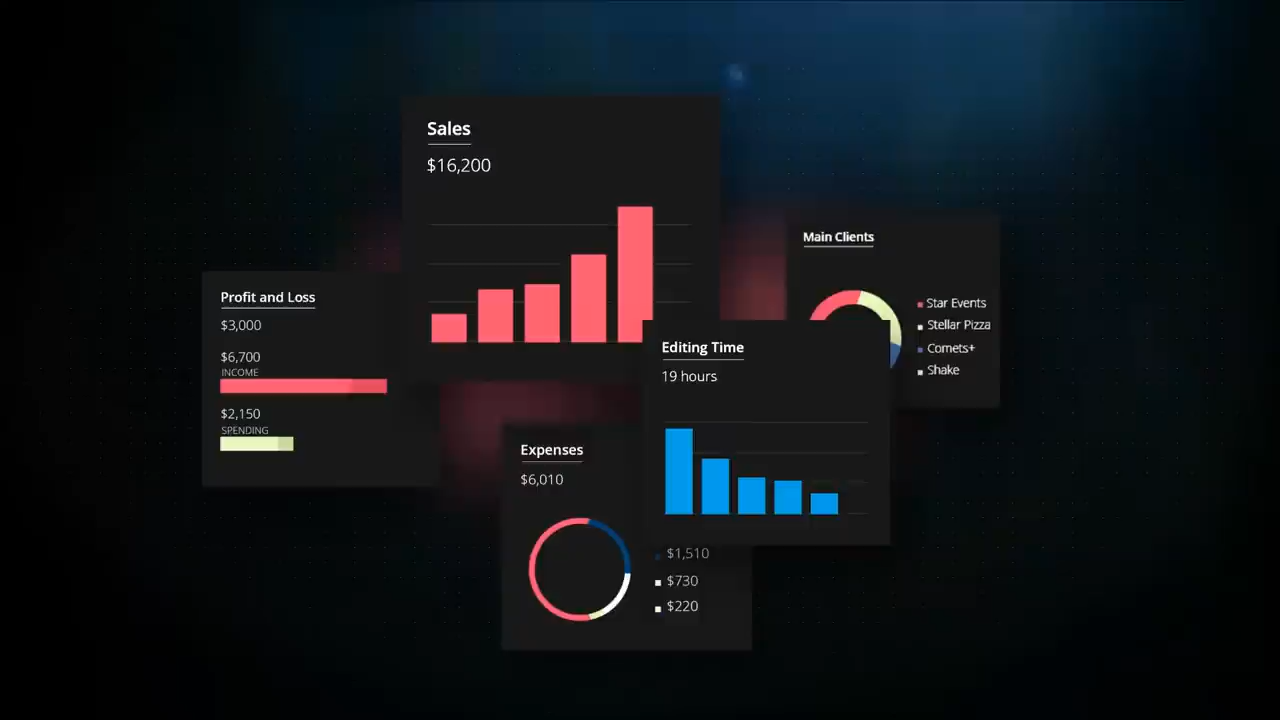 Sales
$16,200
Main Clients
Star Events
Stellar Pizza
Comets+
Shake
Profit and Loss
$3,000
$6,700
INCOME
$2,150
SPENDING
Editing Time
19 hours
Expenses
$6,010
$1,510
$730
$220